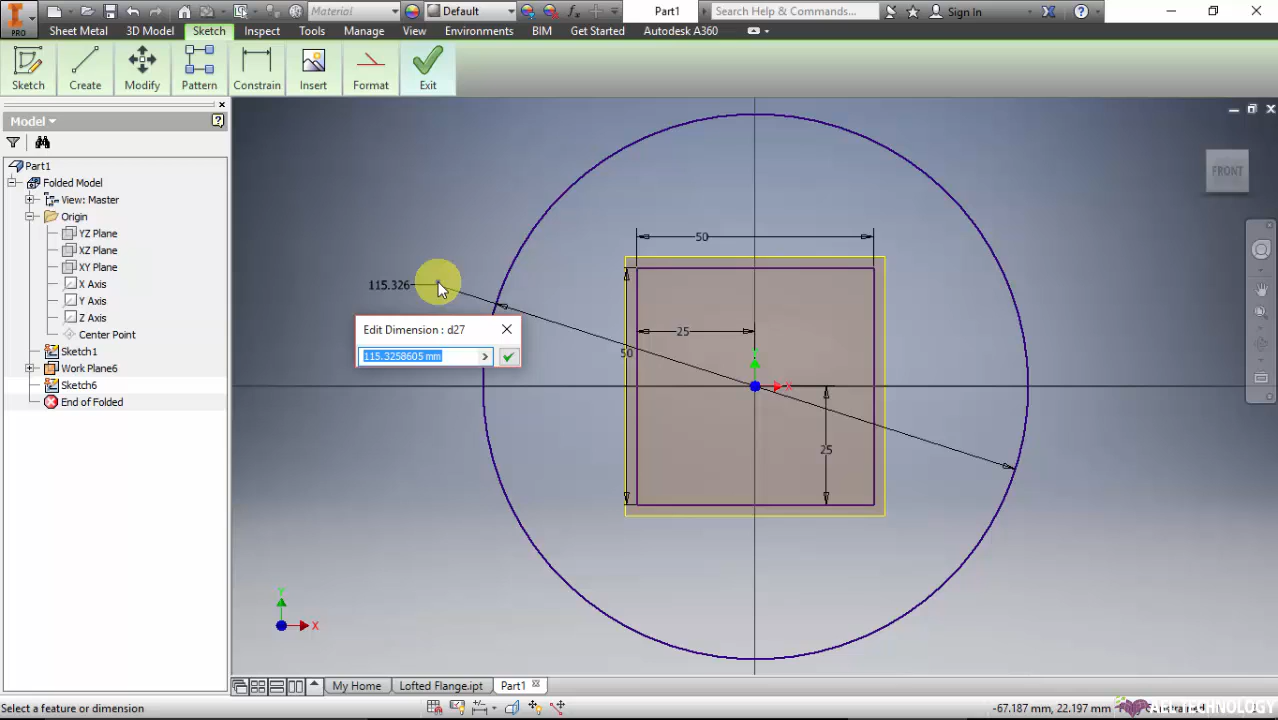 I
PRO
Material
Default
fx
Part1
Search Help & Commands...
Sign In
Sheet Metal 3D Model Sketch Inspect Tools Manage View Environments BIM Get Started Autodesk A360
Sketch Create Modify Pattern Constrain Insert Format Exit
Model
Part1
Folded Model
View: Master
Origin
YZ Plane
XZ Plane
XY Plane
X Axis
Y Axis
Z Axis
Center Point
Sketch1
Work Plane6
Sketch6
End of Folded
FRONT
50
115.326
Edit Dimension : d27
115.3258605 mm
25
50
X
25
Y
X
My Home Lofted Flange.ipt Part1
Select a feature or dimension
-67.187 mm, 22.197 mm
TECHNOLOGY